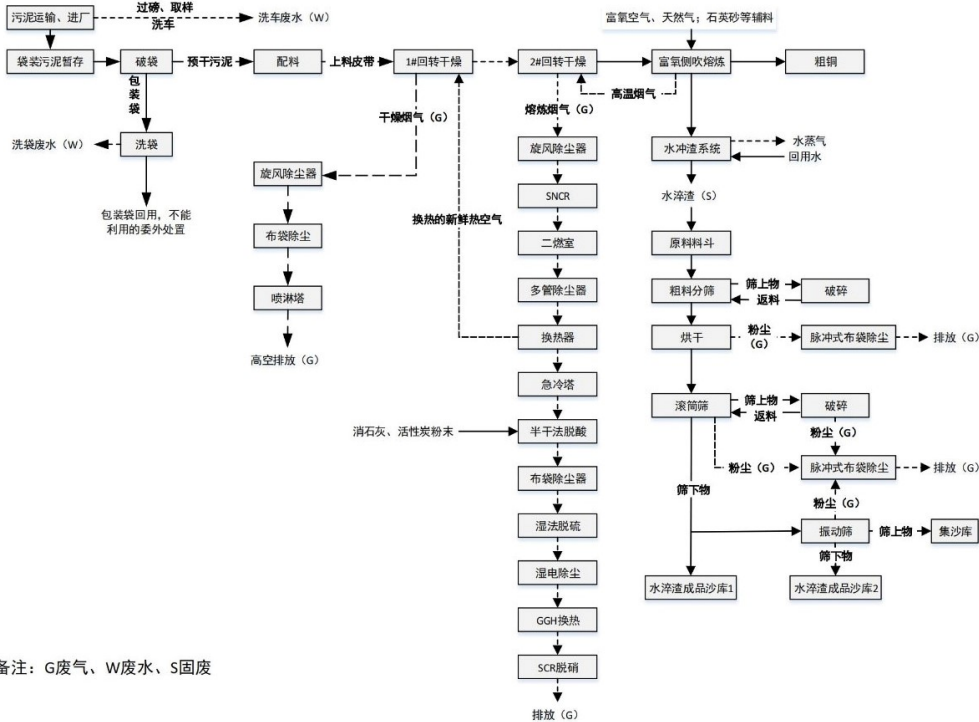 污泥运输、进厂
过磅、取样
洗车
洗车废水（W）
富氧空气、天然气；石英砂等辅料
袋装污泥暂存
破袋
预干污泥
配料
上料皮带
1#回转干燥
2#回转干燥
富氧侧吹熔炼
粗铜
高温烟气
包装袋
干燥烟气（G）
熔炼烟气（G）
洗袋废水（W）
洗袋
旋风除尘器
水冲渣系统
水蒸气
回用水
旋风除尘器
SNCR
水淬渣（S）
包装袋回用，不能
利用的委外处置
换热的新鲜热空气
布袋除尘
二燃室
原料料斗
喷淋塔
多管除尘器
粗料分筛
筛上物
返料
破碎
高空排放（G）
换热器
烘干
粉尘
（G）
脉冲式布袋除尘
排放（G）
急冷塔
滚筒筛
筛上物
返料
破碎
消石灰、活性炭粉末
半干法脱酸
粉尘（G）
布袋除尘器
粉尘（G）
脉冲式布袋除尘
排放（G）
筛下物
粉尘（G）
湿法脱硫
振动筛
筛上物
集沙库
筛下物
湿电除尘
水淬渣成品沙库1
水淬渣成品沙库2
GGH换热
SCR脱硝
备注：G废气、W废水、S固废
排放（G）